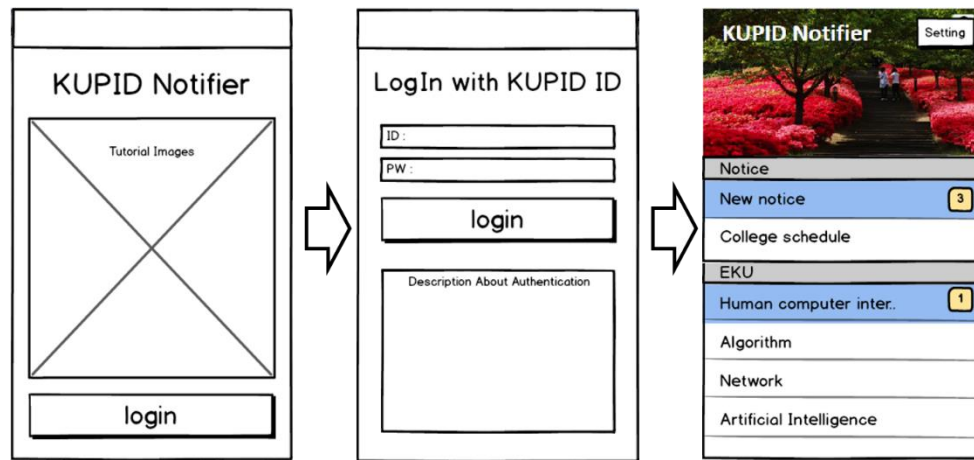 KUPID Notifier
Tutorial Images
login
LogIn with KUPID ID
ID :
PW :
login
Description About Authentication
KUPID Notifier
Setting
Notice
New notice
3
College schedule
EKU
Human computer inter..
1
Algorithm
Network
Artificial Intelligence